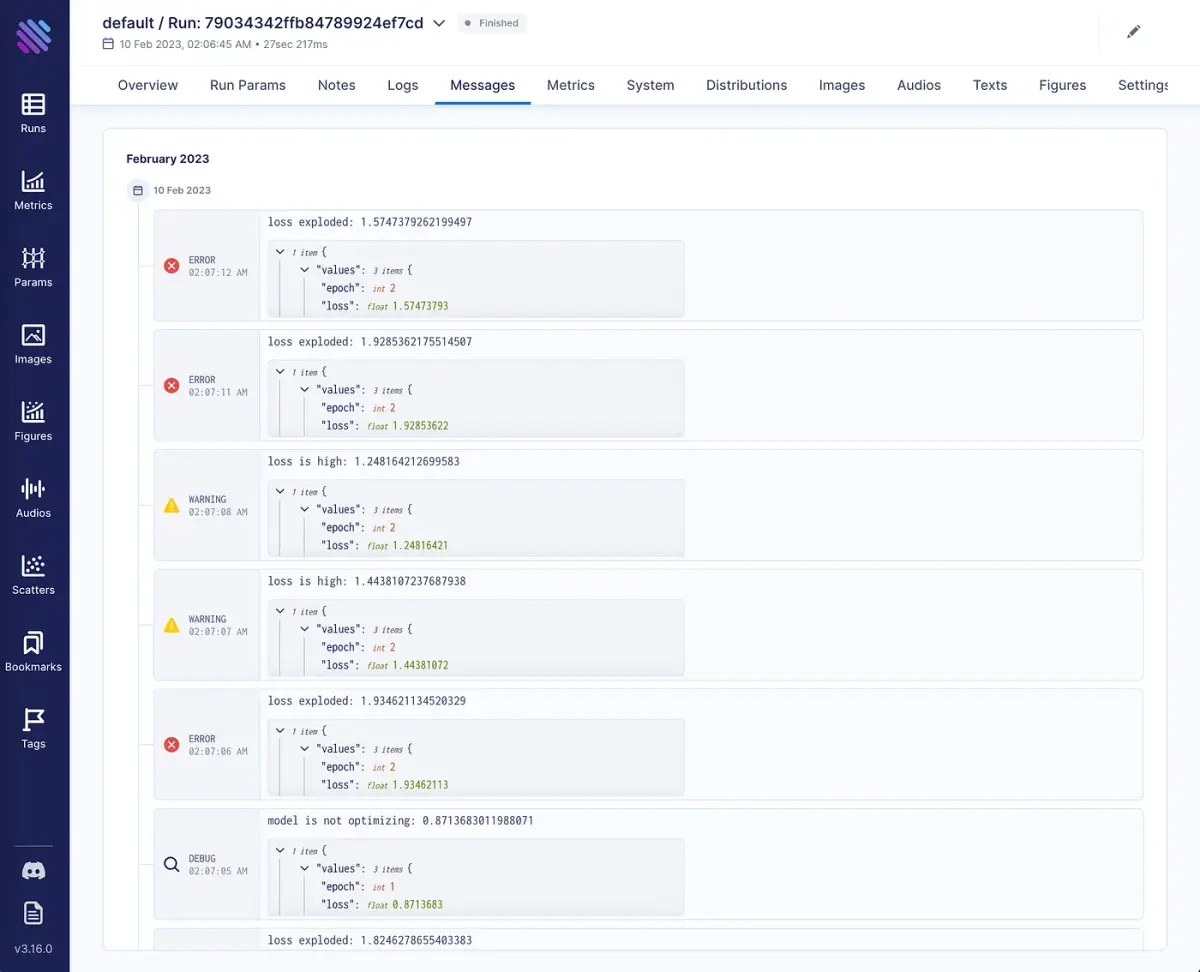 default / Run: 79034342ffb84789924ef7cd
Finished
10 Feb 2023, 02:06:45 AM • 27sec 217ms
Overview Run Params Notes Logs Messages Metrics System Distributions Images Audios Texts Figures Settings
Runs
Metrics
Params
Images
Figures
Audios
Scatters
Bookmarks
Tags
v3.16.0
February 2023
10 Feb 2023
ERROR
02:07:12 AM
loss exploded: 1.5747379262199497
1 item {
"values": 3 items {
"epoch": int 2
"loss": float 1.57473793
ERROR
02:07:11 AM
loss exploded: 1.9285362175514507
1 item {
"values": 3 items {
"epoch": int 2
"loss": float 1.92853622
WARNING
02:07:08 AM
loss is high: 1.248164212699583
1 item {
"values": 3 items {
"epoch": int 2
"loss": float 1.24816421
WARNING
02:07:07 AM
loss is high: 1.4438107237687938
1 item {
"values": 3 items {
"epoch": int 2
"loss": float 1.44381072
ERROR
02:07:06 AM
loss exploded: 1.934621134520329
1 item {
"values": 3 items {
"epoch": int 2
"loss": float 1.93462113
DEBUG
02:07:05 AM
model is not optimizing: 0.8713683011988071
1 item {
"values": 3 items {
"epoch": int 1
"loss": float 0.8713683
loss exploded: 1.8246278655403383